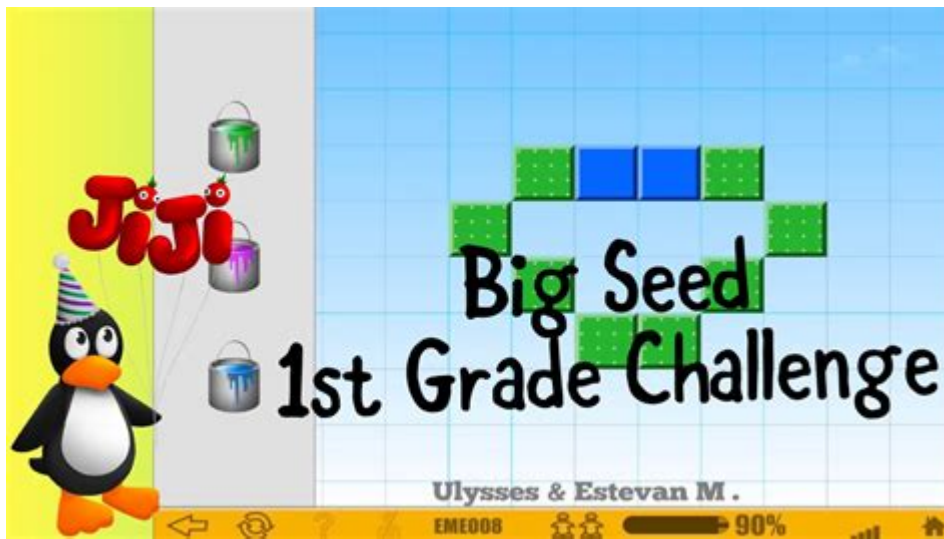 JiJi
Big Seed
1st Grade Challenge
Ulysses & Estevan M .
EME008
90%